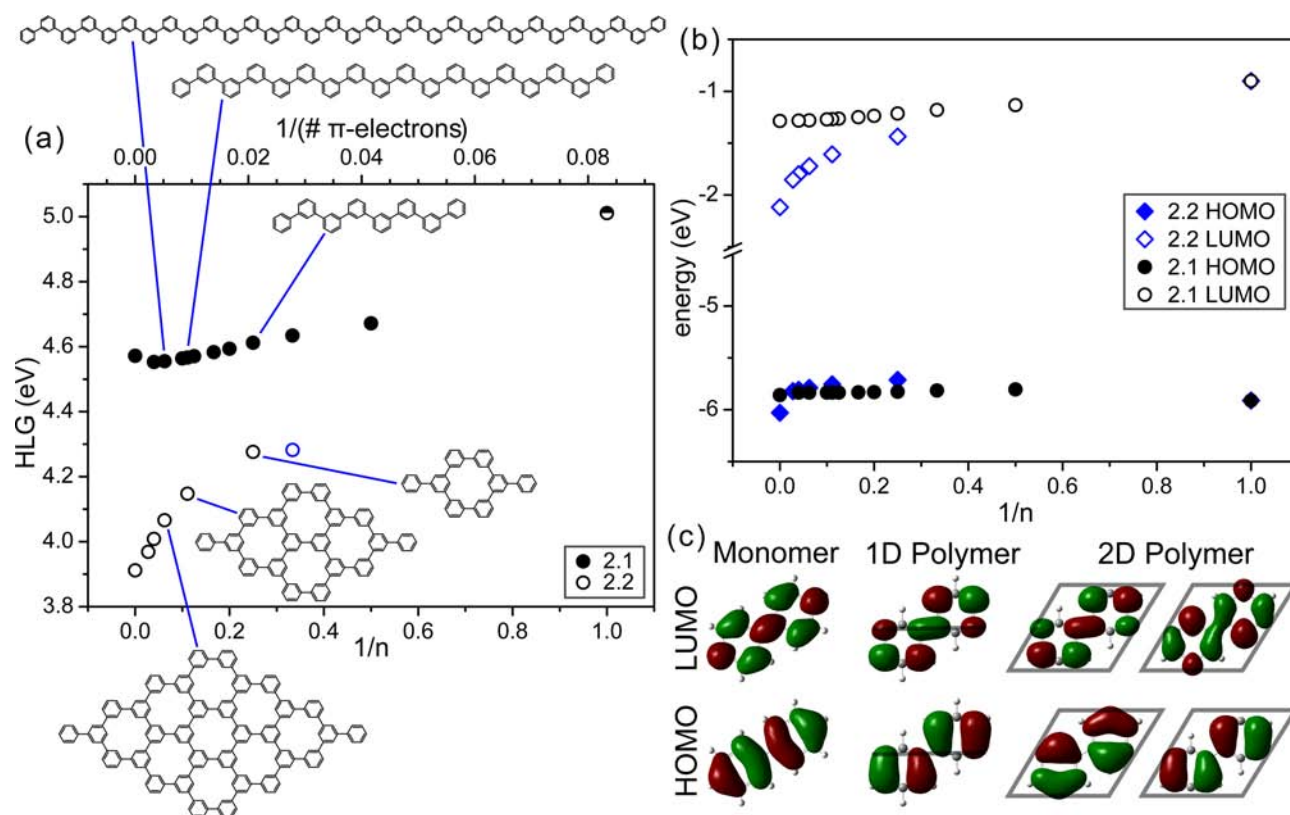 (a)
1/(# π-electrons)
0.00 0.02 0.04 0.06 0.08
5.0
4.8
4.6
4.4
4.2
4.0
3.8
HLG (eV)
2.1
2.2
0.0 0.2 0.4 0.6 0.8 1.0
1/n
(b)
-1
-2
-5
-6
energy (eV)
2.2 HOMO
2.2 LUMO
2.1 HOMO
2.1 LUMO
0.0 0.2 0.4 0.6 0.8 1.0
1/n
(c)
Monomer 1D Polymer 2D Polymer
LUMO
HOMO